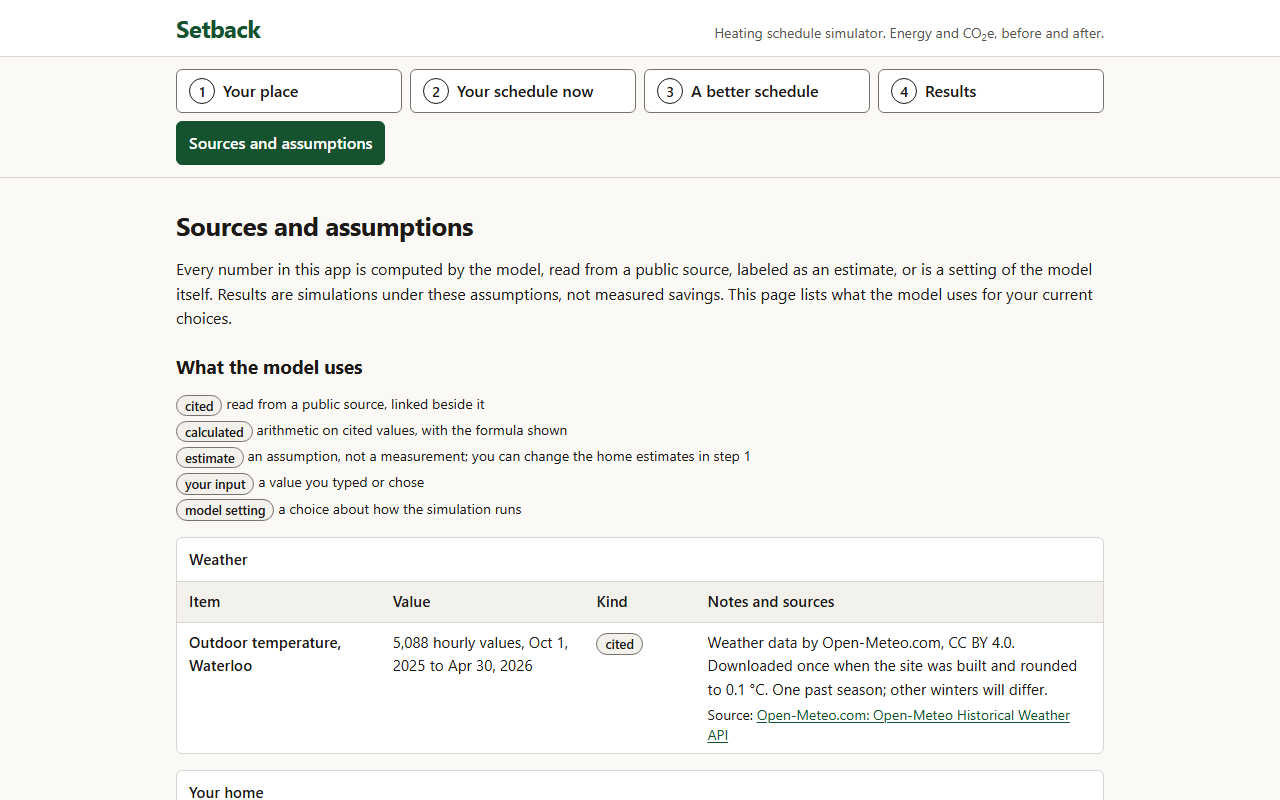 Setback
Heating schedule simulator. Energy and CO₂e, before and after.
1 Your place
2 Your schedule now
3 A better schedule
4 Results
Sources and assumptions
Sources and assumptions
Every number in this app is computed by the model, read from a public source, labeled as an estimate, or is a setting of the model
itself. Results are simulations under these assumptions, not measured savings. This page lists what the model uses for your current
choices.
What the model uses
cited read from a public source, linked beside it
calculated arithmetic on cited values, with the formula shown
estimate an assumption, not a measurement; you can change the home estimates in step 1
your input a value you typed or chose
model setting a choice about how the simulation runs
Weather
Item Value Kind Notes and sources
Outdoor temperature, 5,088 hourly values, Oct 1, cited Weather data by Open-Meteo.com, CC BY 4.0.
Waterloo 2025 to Apr 30, 2026 Downloaded once when the site was built and rounded
to 0.1 °C. One past season; other winters will differ.
Source: Open-Meteo.com: Open-Meteo Historical Weather
API
Your home